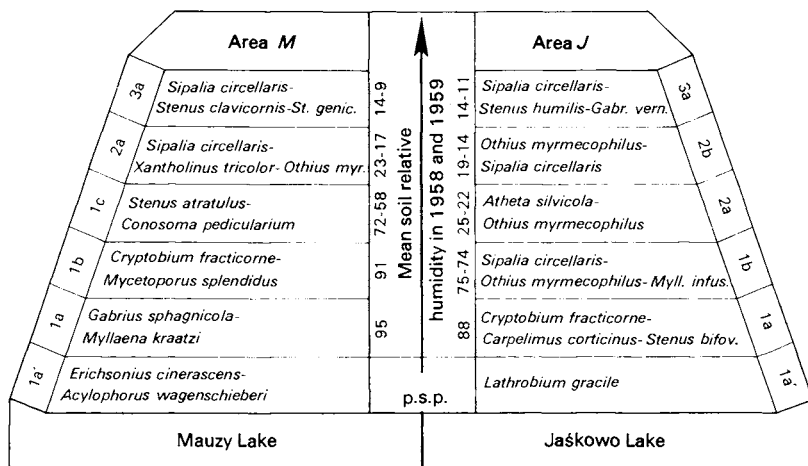 Area M
Area J
3a
Sipalia circellaris-
Stenus clavicornis-St. genic.
14-9
2a
Sipalia circellaris-
Xantholinus tricolor- Othius myr.
23-17
1c
Stenus atratulus-
Conosoma pedicularium
72-58
1b
Cryptobium fracticorne-
Mycetoporus splendidus
91
1a
Gabrius sphagnicola-
Myllaena kraatzi
95
1a′
Erichsonius cinerascens-
Acylophorus wagenschieberi
Mean soil relative
humidity in 1958 and 1959
p.s.p.
14-11
Sipalia circellaris-
Stenus humilis-Gabr. vern.
3a
19-14
Othius myrmecophilus-
Sipalia circellaris
2b
25-22
Atheta silvicola-
Othius myrmecophilus
2a
75-74
Sipalia circellaris-
Othius myrmecophilus- Myll. infus.
1b
88
Cryptobium fracticorne-
Carpelimus corticinus- Stenus bifov.
1a
Lathrobium gracile
1a′
Mauzy Lake
Jaśkowo Lake